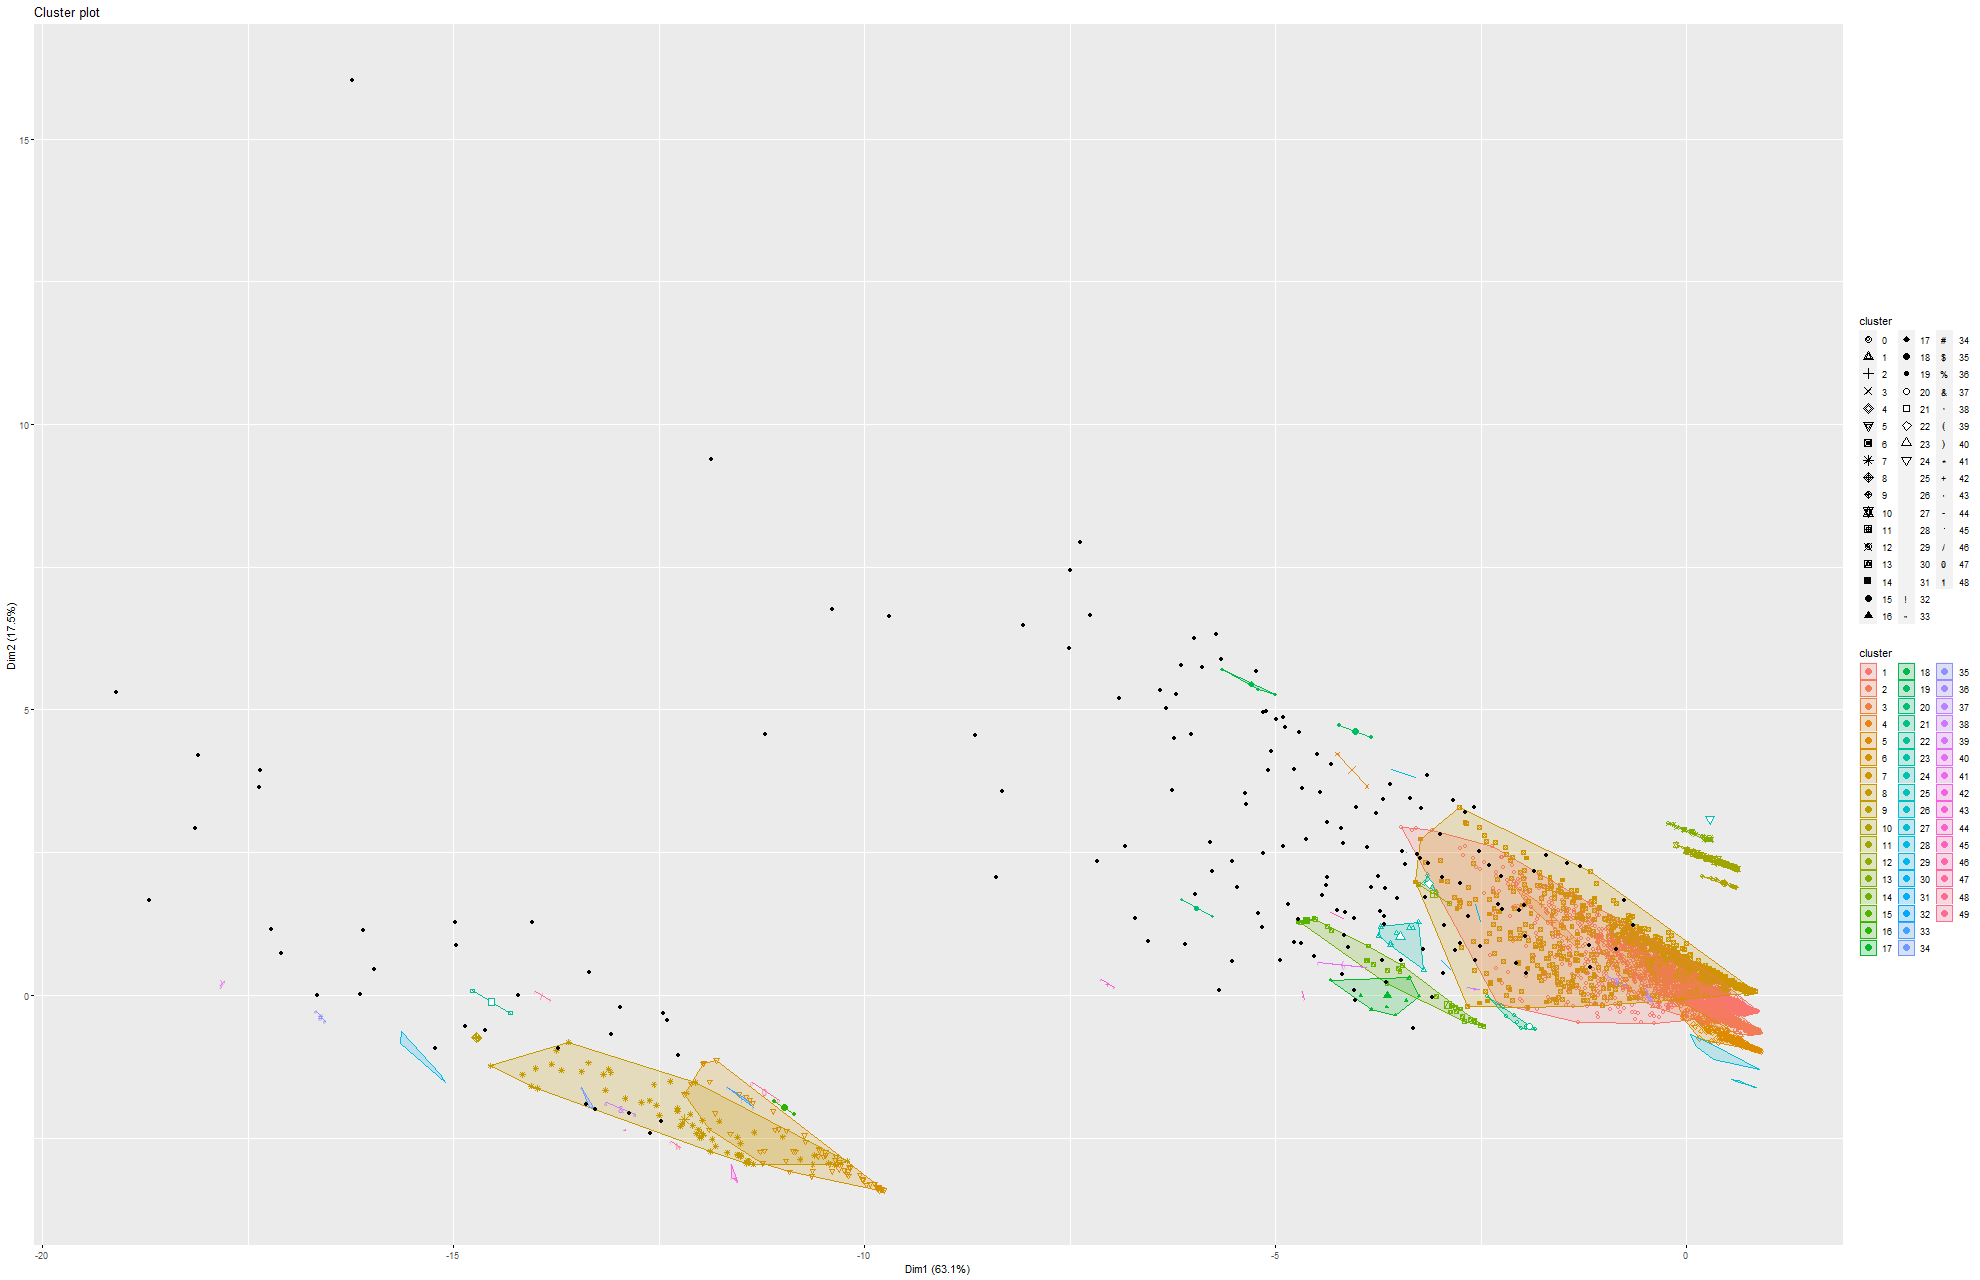 Cluster plot
15
10
5
0
-20
-15
-10
-5
0
Dim1 (63.1%)
Dim2 (17.5%)
cluster
0 17 # 34
1 18 $ 35
2 19 % 36
3 20 & 37
4 21 ' 38
5 22 ( 39
6 23 ) 40
7 24 * 41
8 25 + 42
9 26 , 43
10 27 - 44
11 28 . 45
12 29 / 46
13 30 0 47
14 31 1 48
15 ! 32
16 " 33
cluster
1 18 35
2 19 36
3 20 37
4 21 38
5 22 39
6 23 40
7 24 41
8 25 42
9 26 43
10 27 44
11 28 45
12 29 46
13 30 47
14 31 48
15 32 49
16 33
17 34